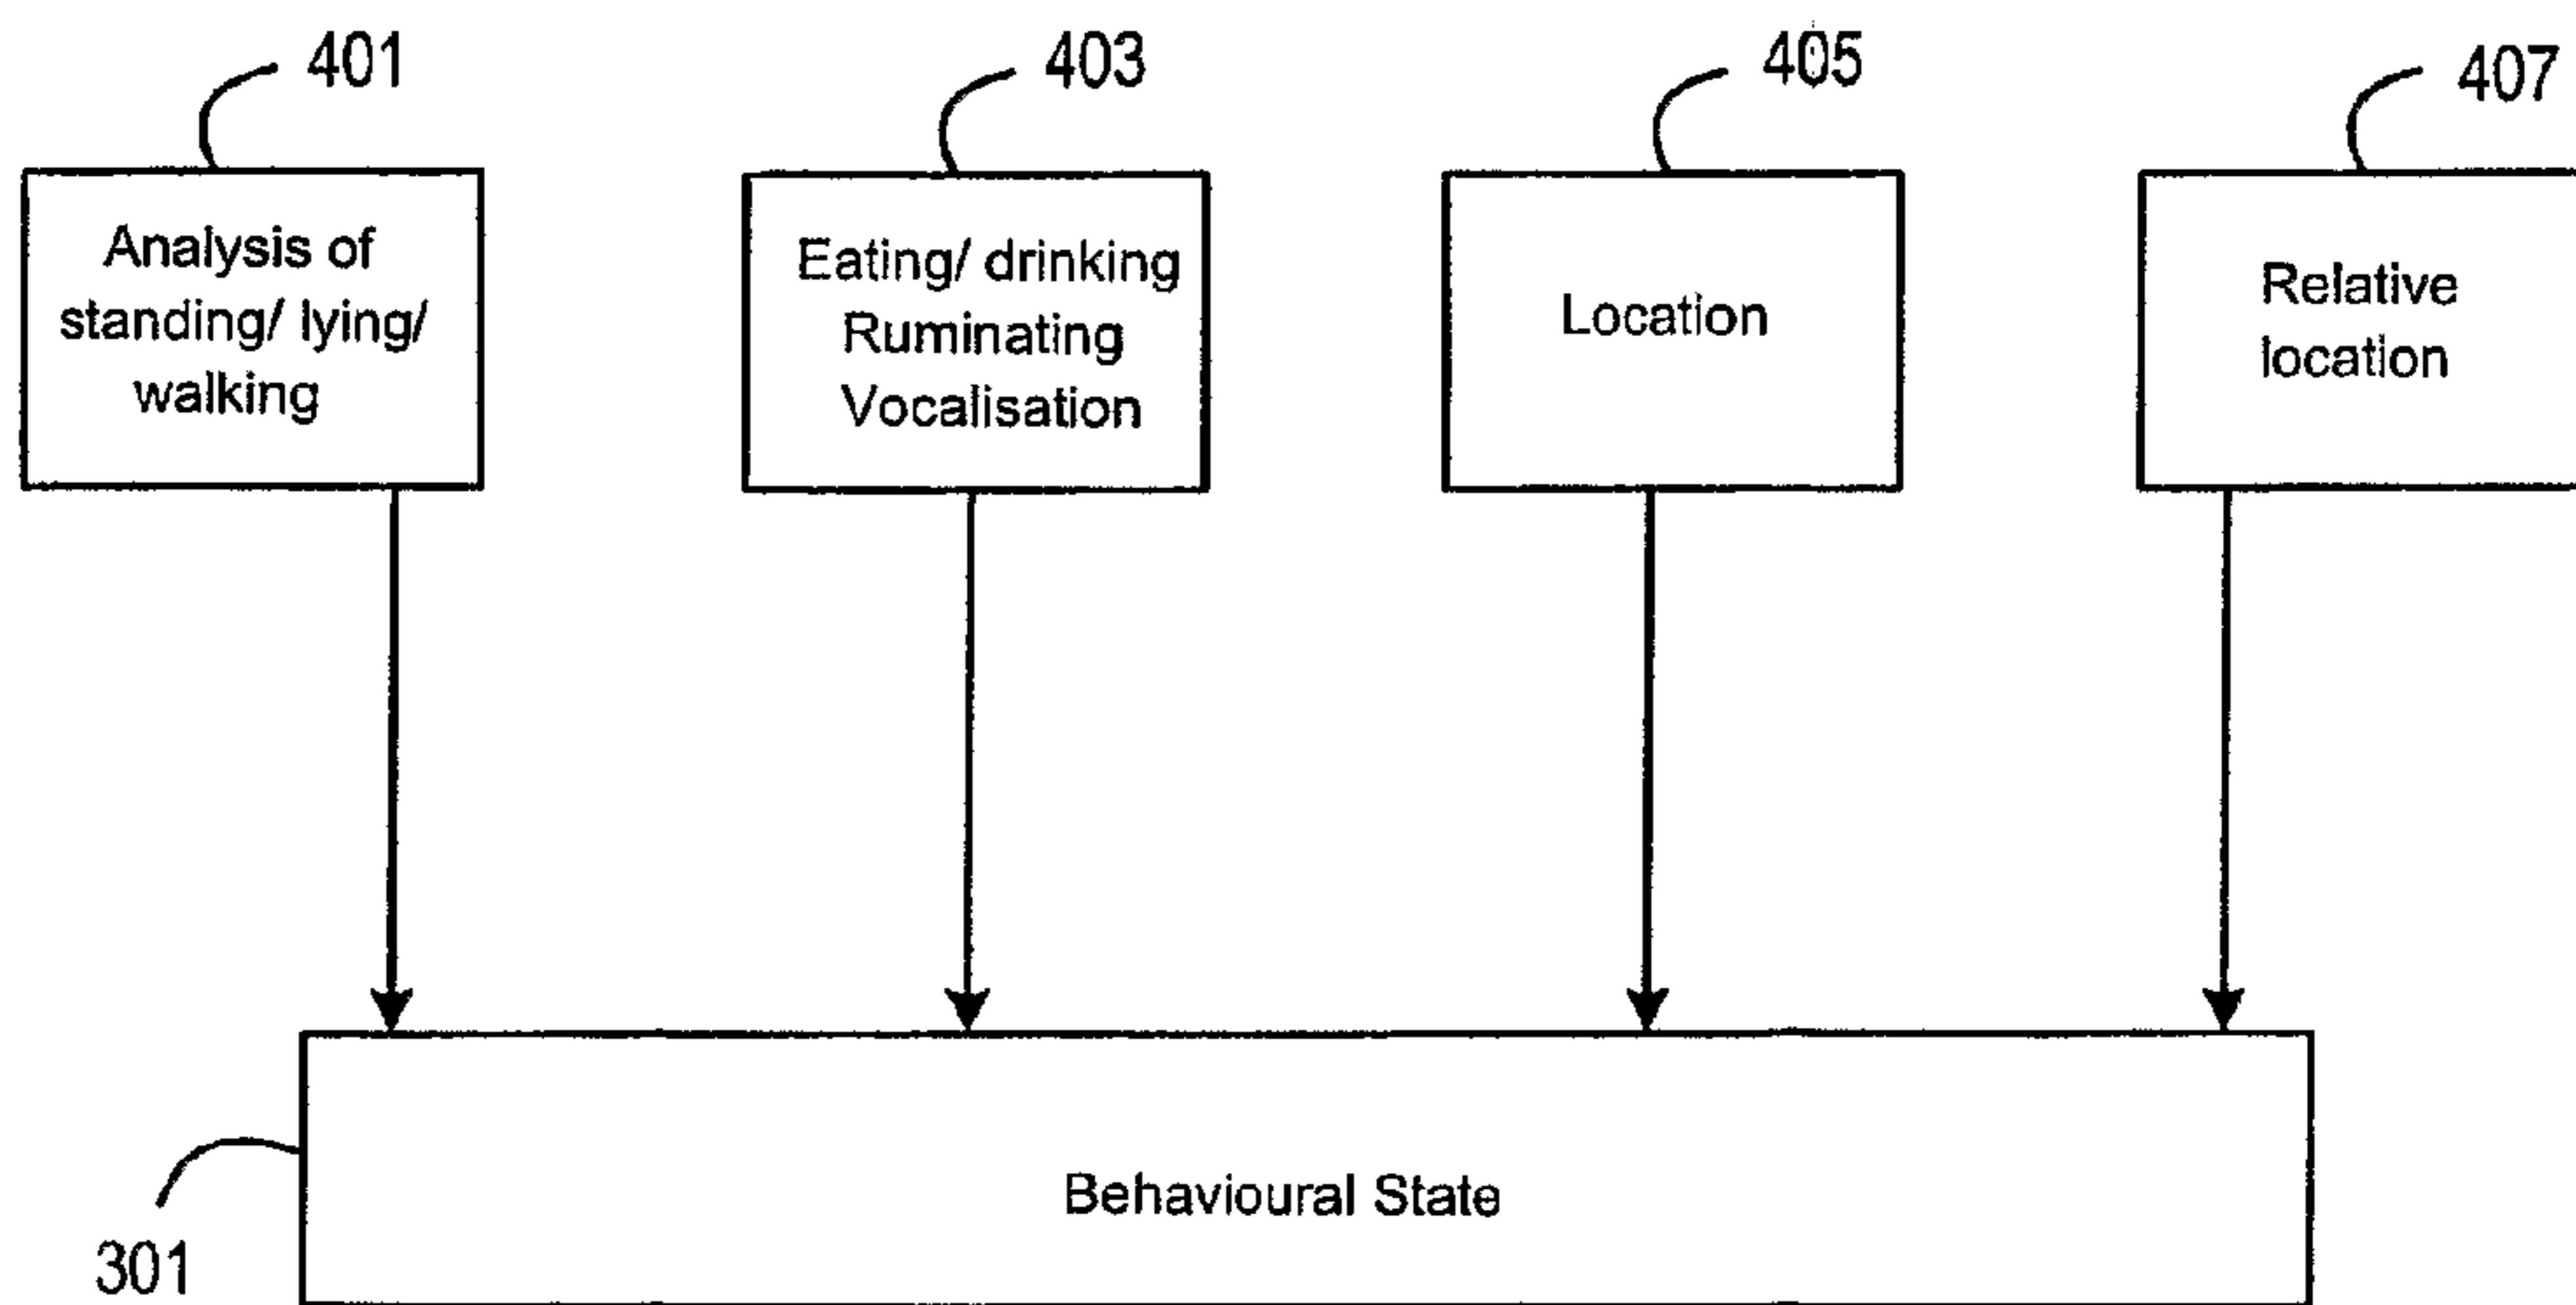 401
403
405
407
Analysis of
standing/ lying/
walking
Eating/ drinking
Ruminating
Vocalisation
Location
Relative
location
Behavioural State
301